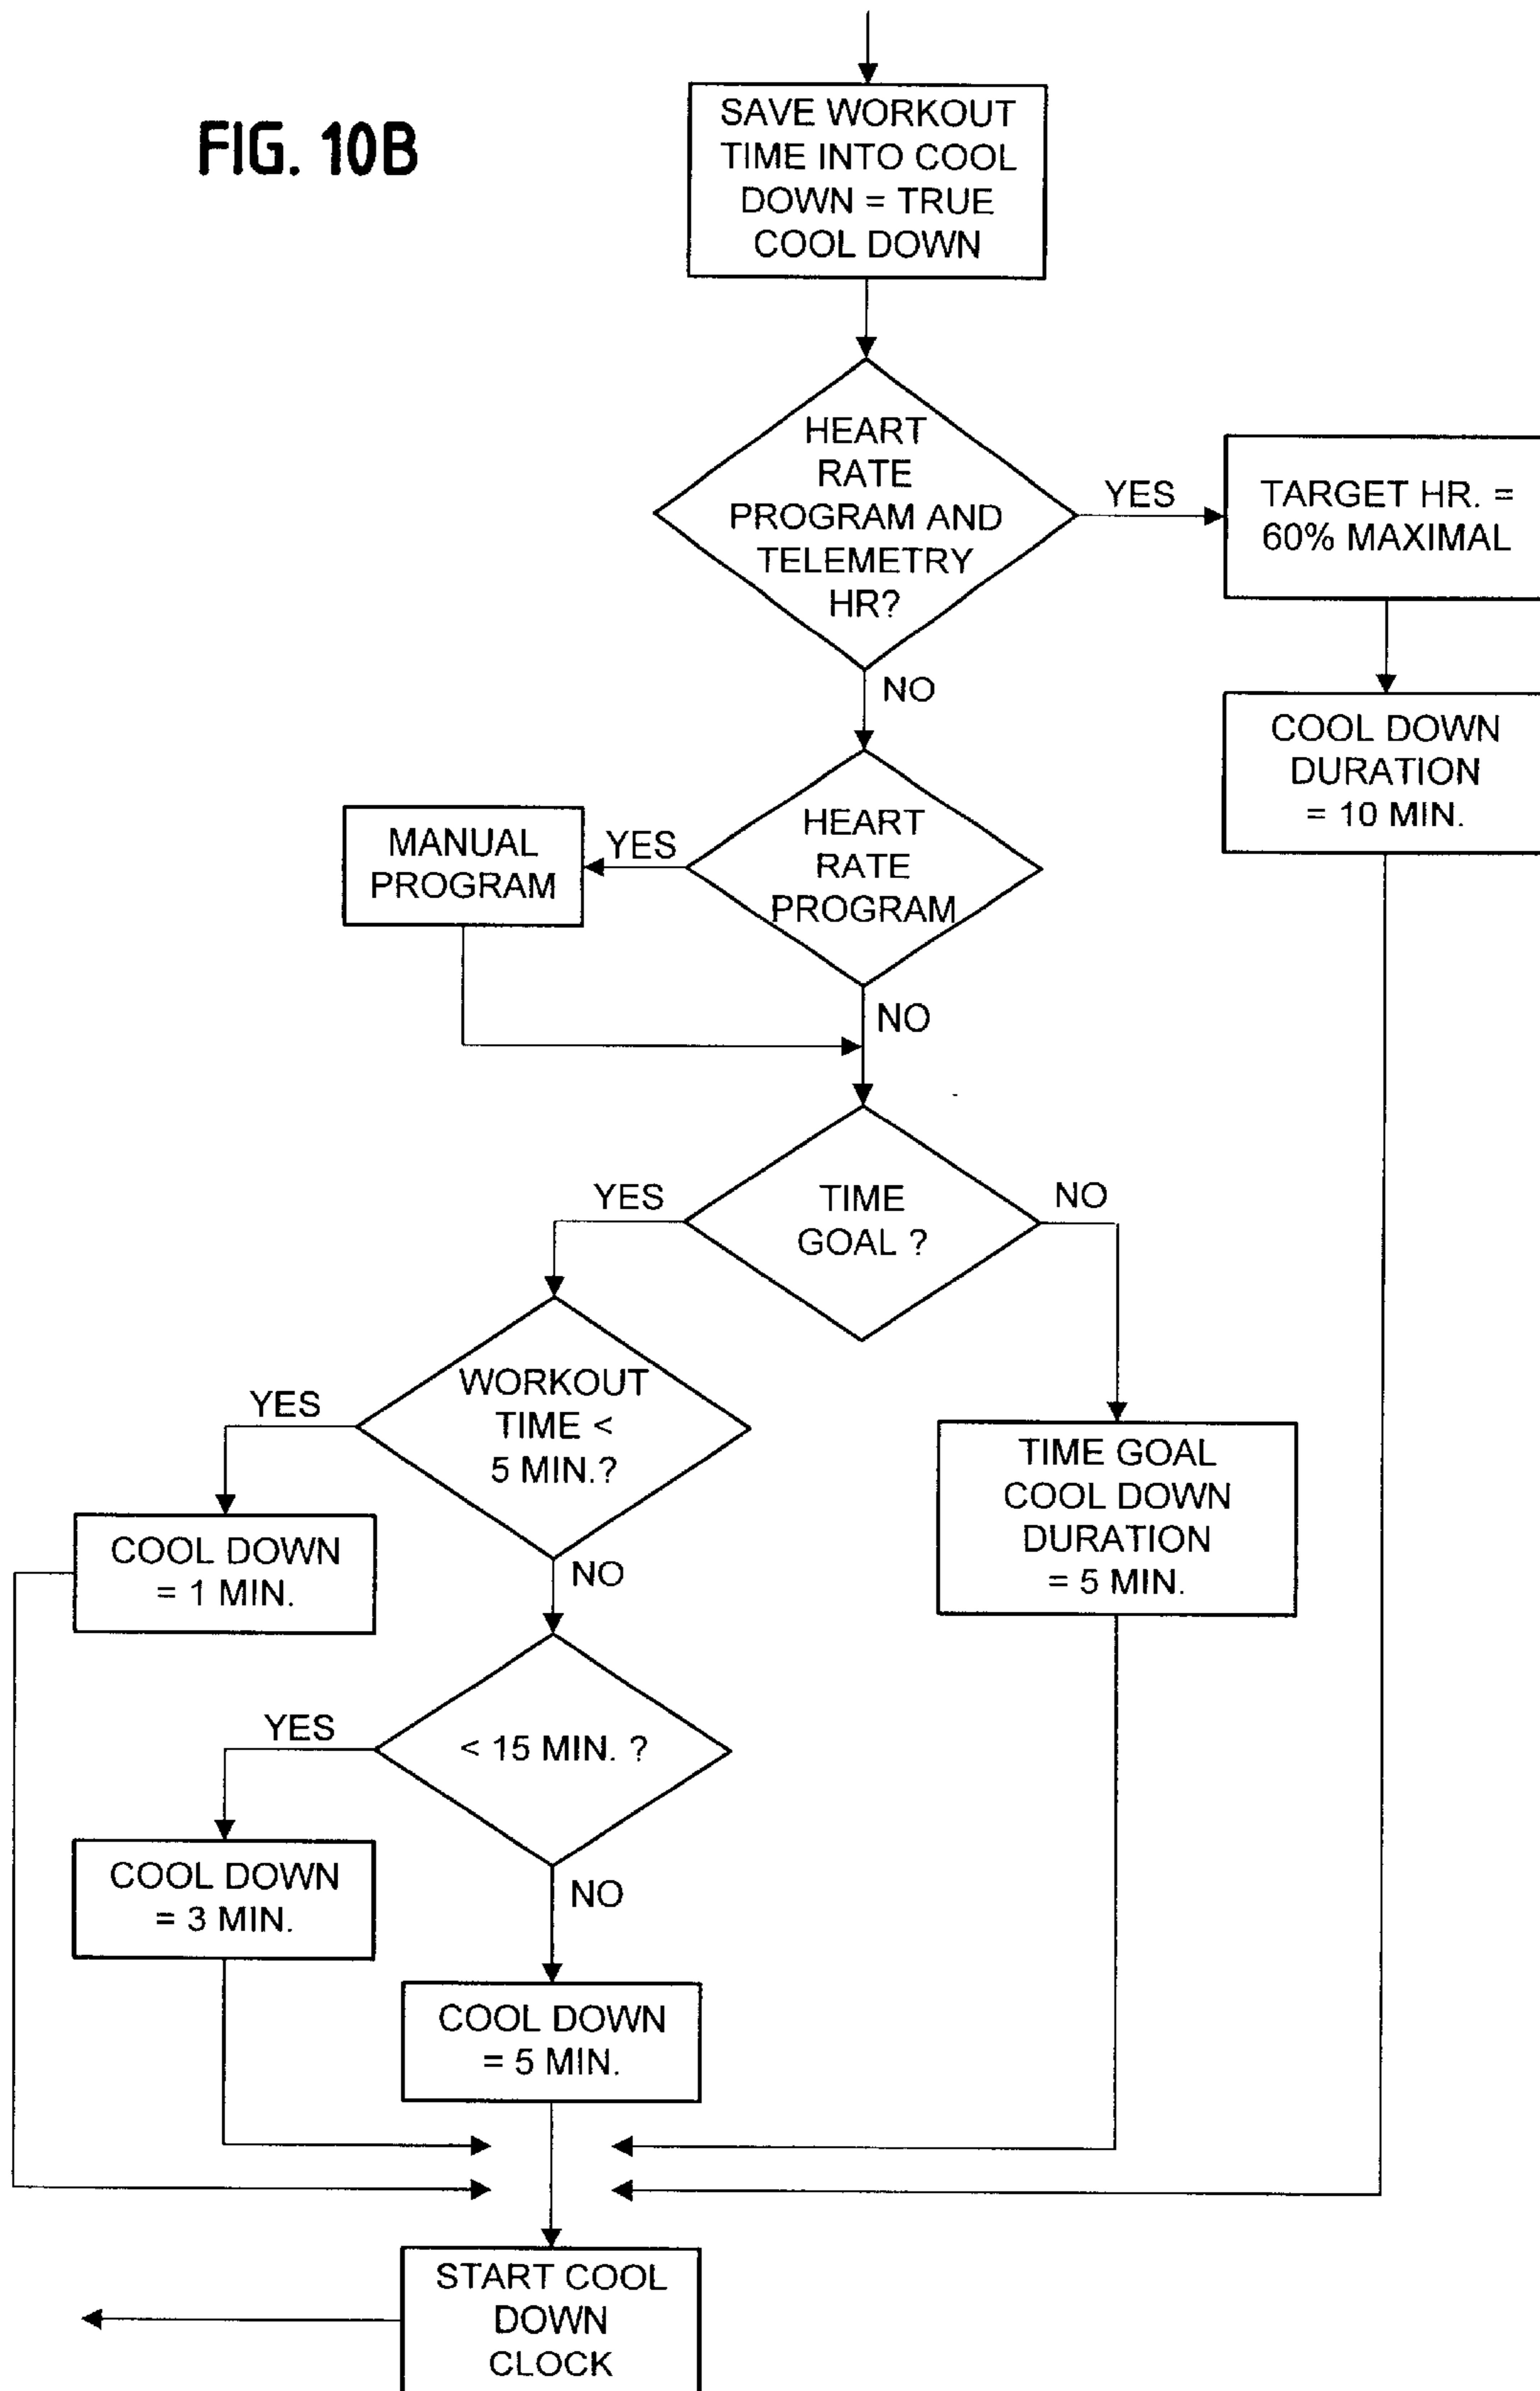 FIG. 10B
SAVE WORKOUT
TIME INTO COOL
DOWN = TRUE
COOL DOWN
HEART
RATE
PROGRAM AND
TELEMETRY
HR?
YES
TARGET HR. =
60% MAXIMAL
NO
COOL DOWN
DURATION
= 10 MIN.
HEART
RATE
PROGRAM
YES
MANUAL
PROGRAM
NO
TIME
GOAL ?
YES
NO
WORKOUT
TIME <
5 MIN.?
YES
TIME GOAL
COOL DOWN
DURATION
= 5 MIN.
COOL DOWN
= 1 MIN.
NO
< 15 MIN. ?
YES
COOL DOWN
= 3 MIN.
NO
COOL DOWN
= 5 MIN.
START COOL
DOWN
CLOCK